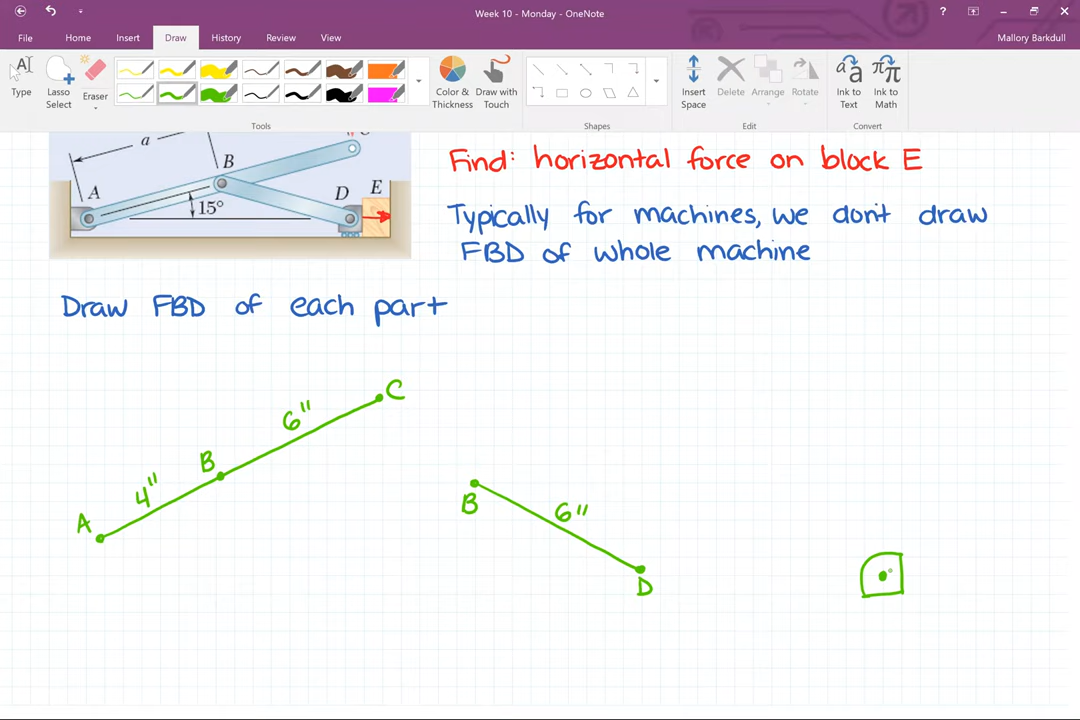 Week 10 - Monday - OneNote
?
File
Home
Insert
Draw
History
Review
View
Mallory Barkdull
Type
Lasso
Select
Eraser
Color &
Thickness
Draw with
Touch
Insert
Space
Delete
Arrange
Rotate
Ink to
Text
Ink to
Math
Tools
Shapes
Edit
Convert
a
B
A
15°
D
E
Find: horizontal force on block E
Typically for machines, we don't draw
FBD of whole machine
Draw FBD of each part
C
6"
B
4"
A
B
6"
D